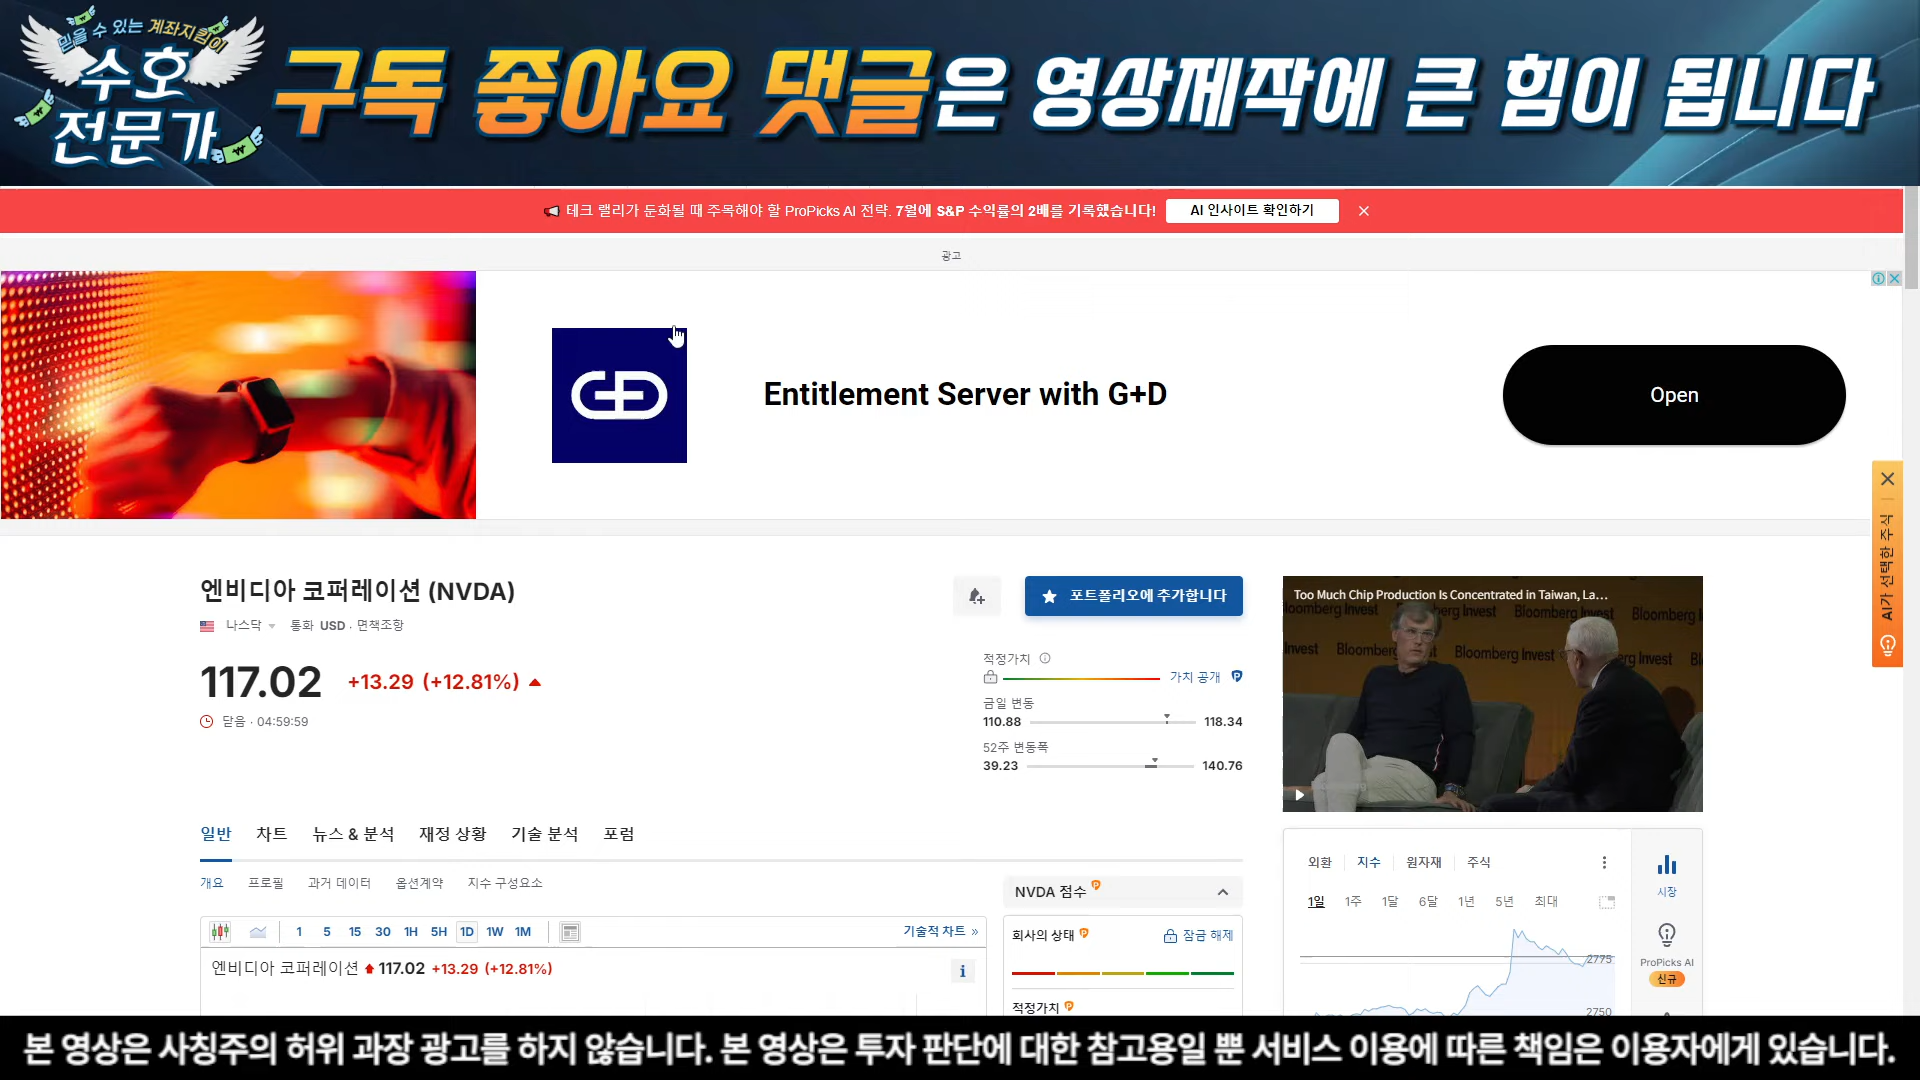 믿을 수 있는 계좌지킴이
수호
전문가
구독 좋아요 댓글은 영상제작에 큰 힘이 됩니다
테크 랠리가 둔화될 때 주목해야 할 ProPicks AI 전략. 7월에 S&P 수익률의 2배를 기록했습니다!
AI 인사이트 확인하기
광고
Entitlement Server with G+D
Open
AI가 선택한 주식
엔비디아 코퍼레이션 (NVDA)
나스닥
통화 USD · 면책조항
117.02 +13.29 (+12.81%)
닫음 · 04:59:59
포트폴리오에 추가합니다
적정가치
가치 공개
금일 변동
110.88 118.34
52주 변동폭
39.23 140.76
Too Much Chip Production Is Concentrated in Taiwan, La...
Bloomberg Invest
일반 차트 뉴스 & 분석 재정 상황 기술 분석 포럼
개요 프로필 과거 데이터 옵션계약 지수 구성요소
1 5 15 30 1H 5H 1D 1W 1M
기술적 차트 »
엔비디아 코퍼레이션 117.02 +13.29 (+12.81%)
NVDA 점수
회사의 상태
잠금 해제
적정가치
외환 지수 원자재 주식
1일 1주 1달 6달 1년 5년 최대
2775
2750
시장
ProPicks AI
신규
본 영상은 사칭주의 허위 과장 광고를 하지 않습니다. 본 영상은 투자 판단에 대한 참고용일 뿐 서비스 이용에 따른 책임은 이용자에게 있습니다.